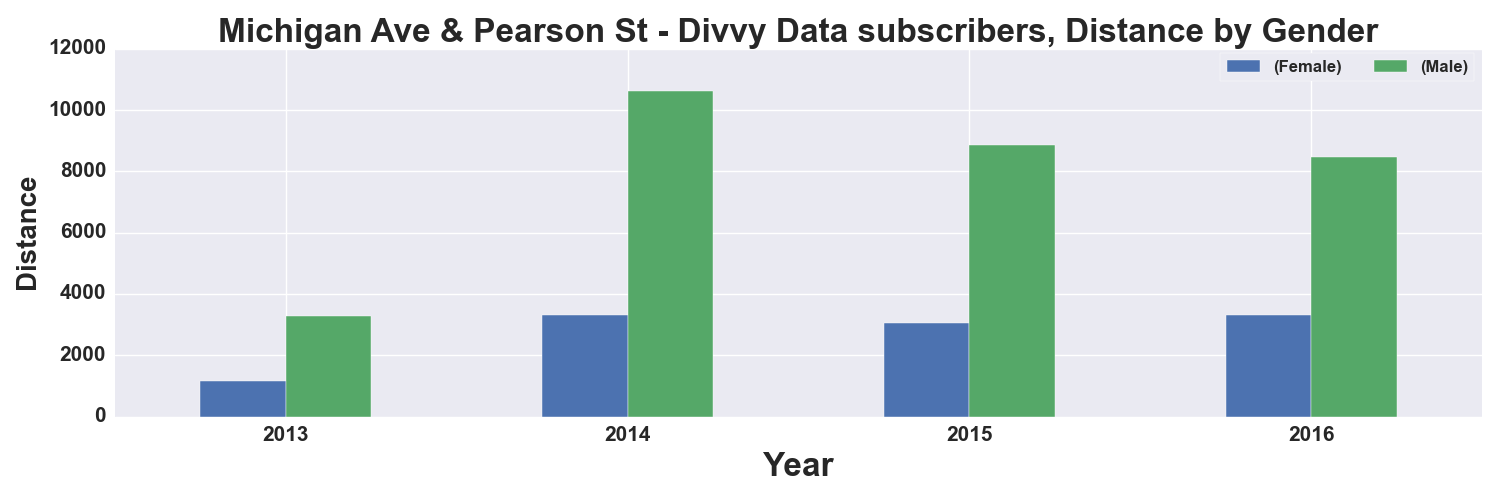 Michigan Ave & Pearson St - Divvy Data subscribers, Distance by Gender
12000
10000
8000
6000
4000
2000
0
Distance
(Female)
(Male)
2013
2014
2015
2016
Year